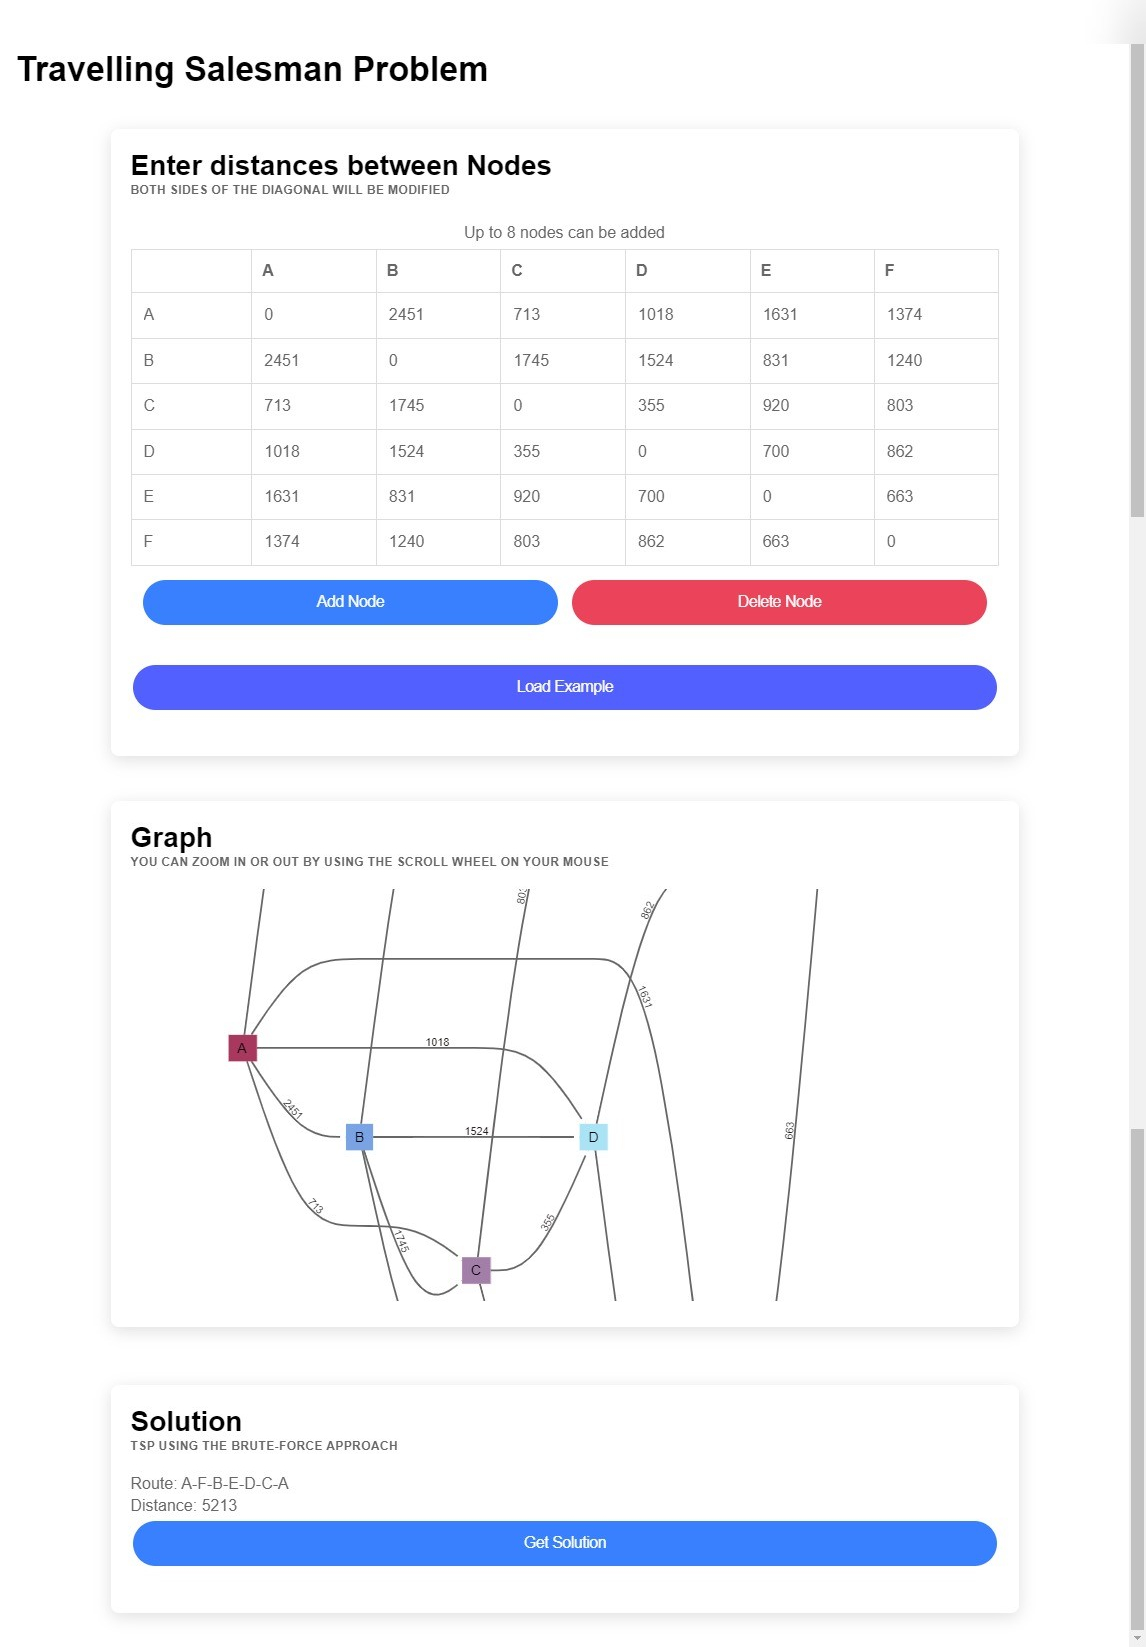 Travelling Salesman Problem
Enter distances between Nodes
BOTH SIDES OF THE DIAGONAL WILL BE MODIFIED
Up to 8 nodes can be added
A B C D E F
A 0 2451 713 1018 1631 1374
B 2451 0 1745 1524 831 1240
C 713 1745 0 355 920 803
D 1018 1524 355 0 700 862
E 1631 831 920 700 0 663
F 1374 1240 803 862 663 0
Add Node Delete Node
Load Example
Graph
YOU CAN ZOOM IN OR OUT BY USING THE SCROLL WHEEL ON YOUR MOUSE
862
1631
A 1018
2451
B 1524 D 663
713
1745 355
C
Solution
TSP USING THE BRUTE-FORCE APPROACH
Route: A-F-B-E-D-C-A
Distance: 5213
Get Solution